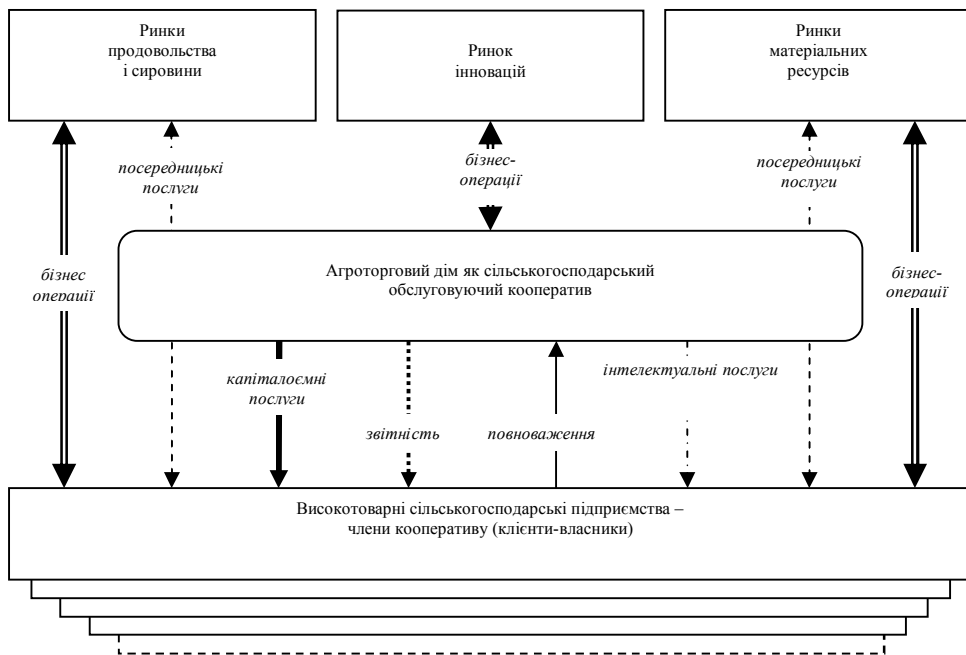 Ринки
продовольства
і сировини
Ринок
інновацій
Ринки
матеріальних
ресурсів
посередницькі
послуги
бізнес-
операції
посередницькі
послуги
Агроторговий дім як сільськогосподарський
обслуговуючий кооператив
бізнес
операції
бізнес-
операції
капіталоємні
послуги
інтелектуальні послуги
звітність
повноваження
Високотоварні сільськогосподарські підприємства –
члени кооперативу (клієнти-власники)